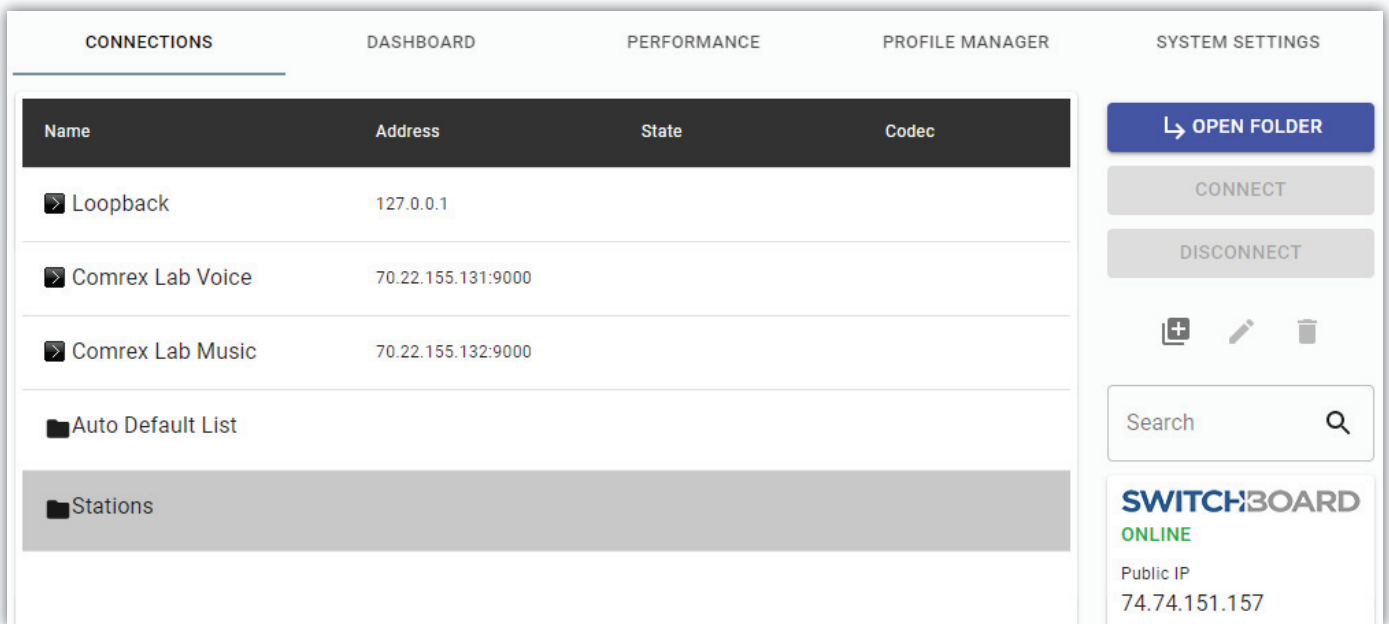 CONNECTIONS DASHBOARD PERFORMANCE PROFILE MANAGER SYSTEM SETTINGS
Name Address State Codec
Loopback 127.0.0.1
Comrex Lab Voice 70.22.155.131:9000
Comrex Lab Music 70.22.155.132:9000
Auto Default List
Stations
OPEN FOLDER
CONNECT
DISCONNECT
Search
SWITCHBOARD
ONLINE
Public IP
74.74.151.157